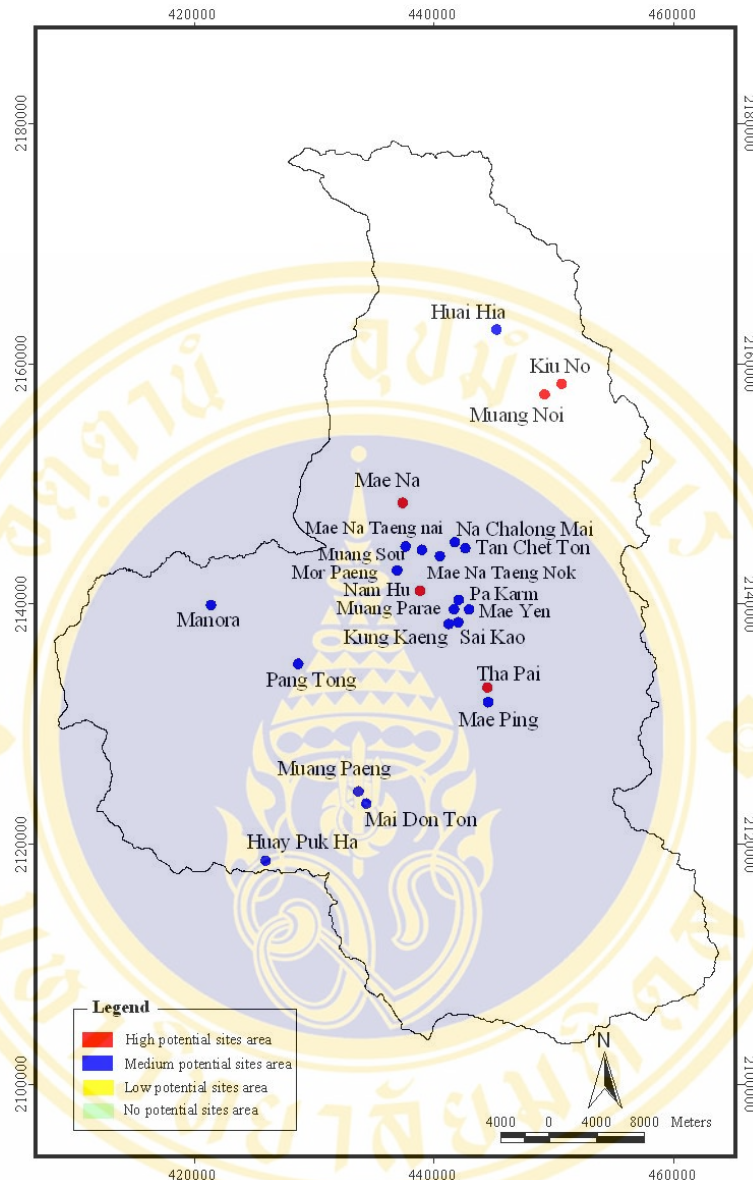 420000 440000 460000
2180000 2180000
Huai Hia
2160000 2160000
Kiu No
Muang Noi
Mae Na
Mae Na Taeng nai Na Chalong Mai
Muang Sou Tan Chet Ton
Mor Paeng Mae Na Taeng Nok
Nam Hu Pa Karm
2140000 2140000
Manora Muang Parae Mae Yen
Kung Kaeng Sai Kao
Pang Tong Tha Pai
Mae Ping
Muang Paeng
Mai Don Ton
2120000 2120000
Huay Puk Ha
Legend
High potential sites area
Medium potential sites area
Low potential sites area
No potential sites area
N
2100000 2100000
4000 0 4000 8000 Meters
420000 440000 460000